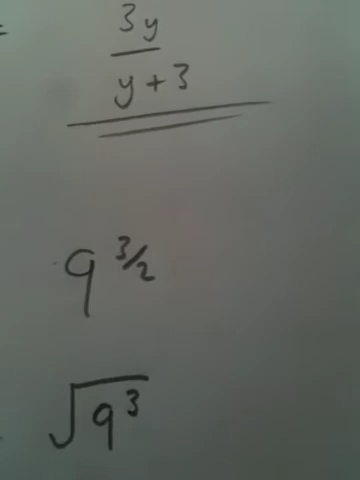 = 3y
y + 3
9^{3/2}
√9³